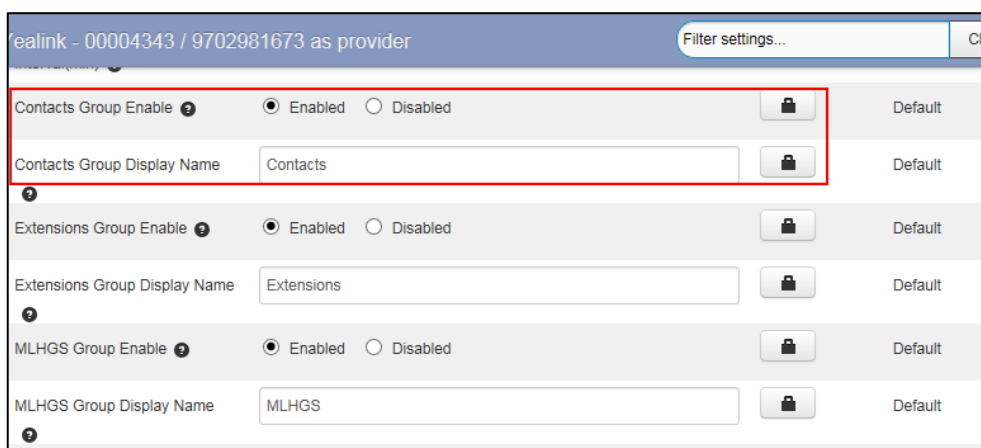 Yealink - 00004343 / 9702981673 as provider Filter settings...
Contacts Group Enable Enabled Disabled Default
Contacts Group Display Name Contacts Default
Extensions Group Enable Enabled Disabled Default
Extensions Group Display Name Extensions Default
MLHGS Group Enable Enabled Disabled Default
MLHGS Group Display Name MLHGS Default